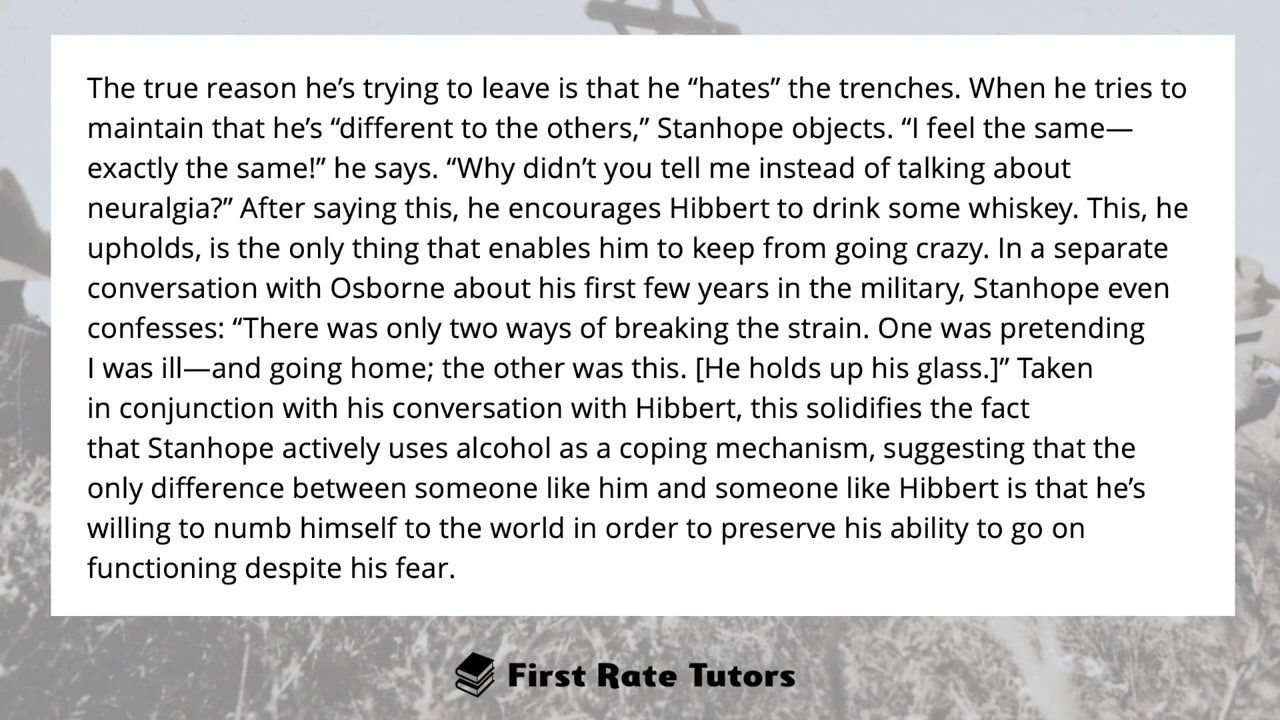 The true reason he’s trying to leave is that he “hates” the trenches. When he tries to
maintain that he’s “different to the others,” Stanhope objects. “I feel the same—
exactly the same!” he says. “Why didn’t you tell me instead of talking about
neuralgia?” After saying this, he encourages Hibbert to drink some whiskey. This, he
upholds, is the only thing that enables him to keep from going crazy. In a separate
conversation with Osborne about his first few years in the military, Stanhope even
confesses: “There was only two ways of breaking the strain. One was pretending
I was ill—and going home; the other was this. [He holds up his glass.]” Taken
in conjunction with his conversation with Hibbert, this solidifies the fact
that Stanhope actively uses alcohol as a coping mechanism, suggesting that the
only difference between someone like him and someone like Hibbert is that he’s
willing to numb himself to the world in order to preserve his ability to go on
functioning despite his fear.
First Rate Tutors